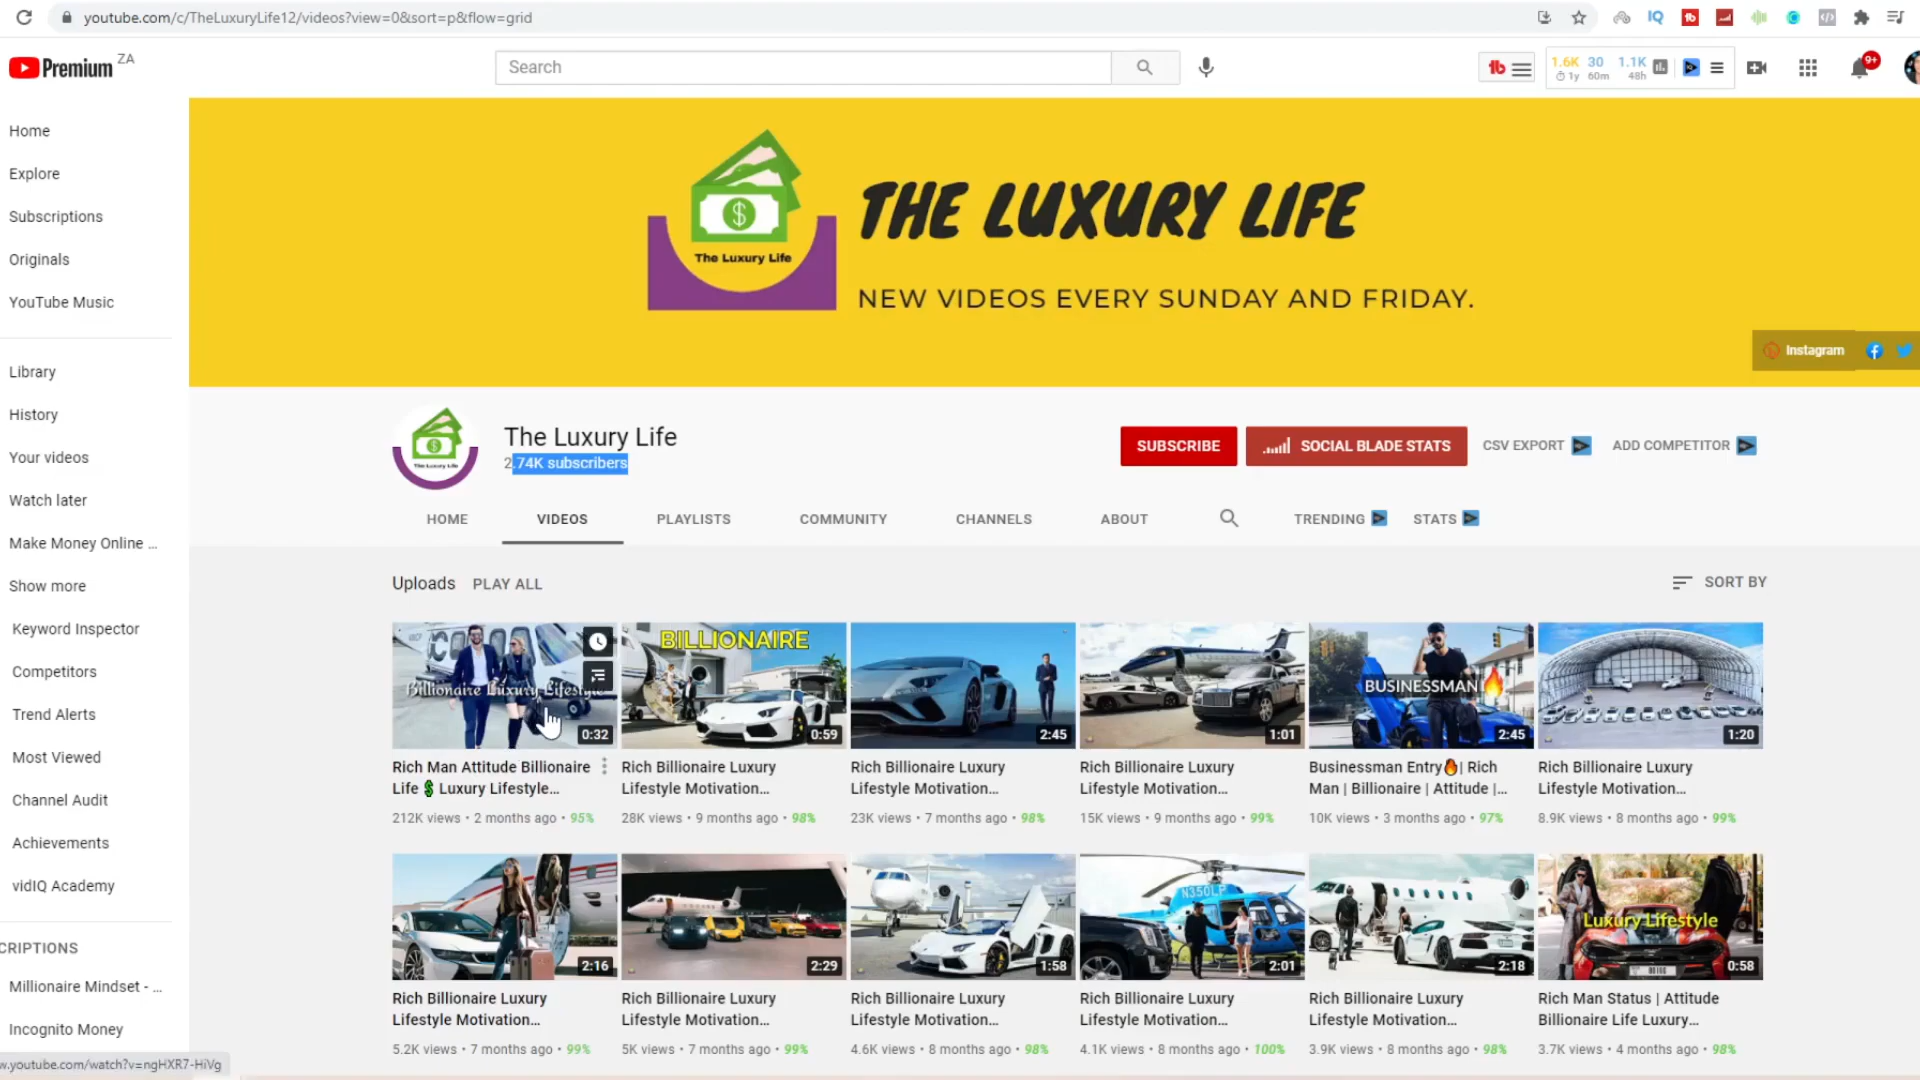 youtube.com/c/TheLuxuryLife12/videos?view=0&sort=p&flow=grid
Premium ZA
Search
1.6K 30 1.1K
1y 60m 48h
9+
Home
Explore
Subscriptions
Originals
YouTube Music
Library
History
Your videos
Watch later
Make Money Online ...
Show more
Keyword Inspector
Competitors
Trend Alerts
Most Viewed
Channel Audit
Achievements
vidIQ Academy
CRIPTIONS
Millionaire Mindset - ...
Incognito Money
w.youtube.com/watch?v=ngHXR7-HiVg
The Luxury Life
THE LUXURY LIFE
NEW VIDEOS EVERY SUNDAY AND FRIDAY.
Instagram
The Luxury Life
The Luxury Life
2.74K subscribers
SUBSCRIBE
SOCIAL BLADE STATS
CSV EXPORT
ADD COMPETITOR
HOME VIDEOS PLAYLISTS COMMUNITY CHANNELS ABOUT TRENDING STATS
Uploads PLAY ALL
SORT BY
Billionaire Luxury Lifestyle
0:32
BILLIONAIRE
0:59
2:45
1:01
BUSINESSMAN
2:45
1:20
Rich Man Attitude Billionaire
Life 💲 Luxury Lifestyle...
212K views • 2 months ago • 95%
Rich Billionaire Luxury
Lifestyle Motivation...
28K views • 9 months ago • 98%
Rich Billionaire Luxury
Lifestyle Motivation...
23K views • 7 months ago • 98%
Rich Billionaire Luxury
Lifestyle Motivation...
15K views • 9 months ago • 99%
Businessman Entry🔥| Rich
Man | Billionaire | Attitude |...
10K views • 3 months ago • 97%
Rich Billionaire Luxury
Lifestyle Motivation...
8.9K views • 8 months ago • 99%
2:16
2:29
1:58
N350LP
2:01
2:18
Luxury Lifestyle
0:58
Rich Billionaire Luxury
Lifestyle Motivation...
5.2K views • 7 months ago • 99%
Rich Billionaire Luxury
Lifestyle Motivation...
5K views • 7 months ago • 99%
Rich Billionaire Luxury
Lifestyle Motivation...
4.6K views • 8 months ago • 98%
Rich Billionaire Luxury
Lifestyle Motivation...
4.1K views • 8 months ago • 100%
Rich Billionaire Luxury
Lifestyle Motivation...
3.9K views • 8 months ago • 98%
Rich Man Status | Attitude
Billionaire Life Luxury...
3.7K views • 4 months ago • 98%